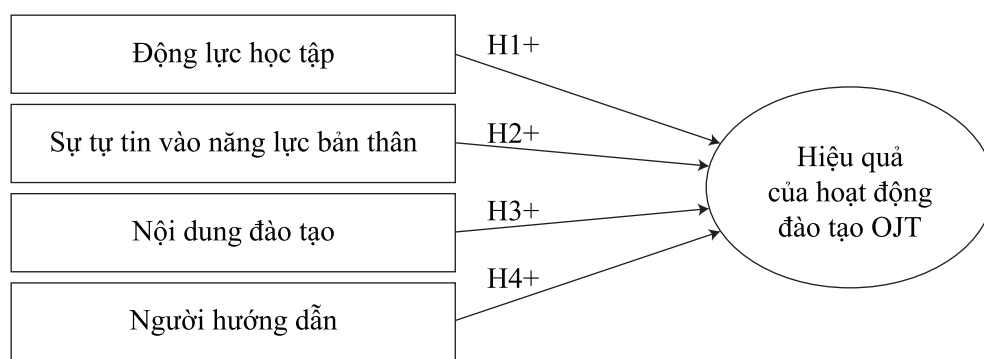 Động lực học tập
H1+
Sự tự tin vào năng lực bản thân
H2+
Nội dung đào tạo
H3+
Người hướng dẫn
H4+
Hiệu quả
của hoạt động
đào tạo OJT